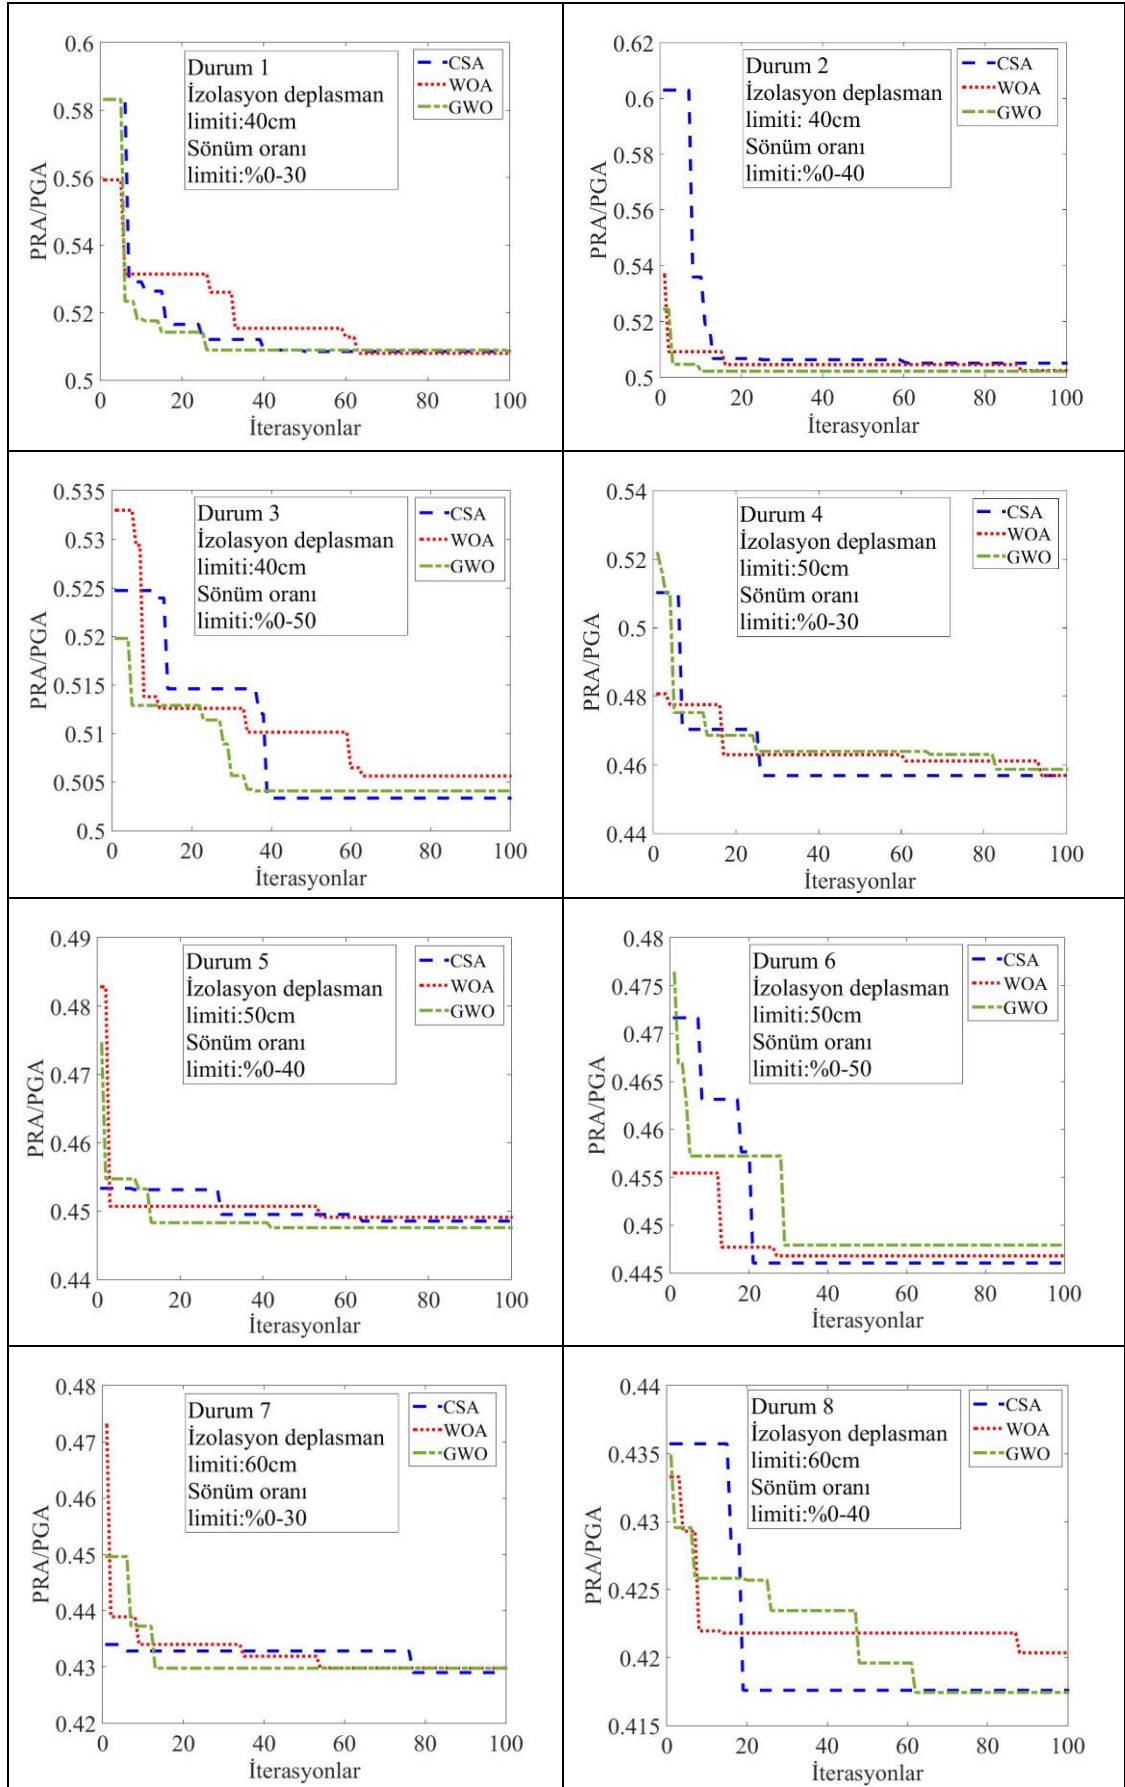 0.6
0.58
0.56
0.54
0.52
0.5
PRA/PGA
Durum 1
İzolasyon deplasman
limiti:40cm
Sönüm oranı
limiti:%0-30
CSA
WOA
GWO
0 20 40 60 80 100
İterasyonlar
0.62
0.6
0.58
0.56
0.54
0.52
0.5
PRA/PGA
Durum 2
İzolasyon deplasman
limiti: 40cm
Sönüm oranı
limiti:%0-40
CSA
WOA
GWO
0 20 40 60 80 100
İterasyonlar
0.535
0.53
0.525
0.52
0.515
0.51
0.505
0.5
PRA/PGA
Durum 3
İzolasyon deplasman
limiti:40cm
Sönüm oranı
limiti:%0-50
CSA
WOA
GWO
0 20 40 60 80 100
İterasyonlar
0.54
0.52
0.5
0.48
0.46
0.44
PRA/PGA
Durum 4
İzolasyon deplasman
limiti:50cm
Sönüm oranı
limiti:%0-30
CSA
WOA
GWO
0 20 40 60 80 100
İterasyonlar
0.49
0.48
0.47
0.46
0.45
0.44
PRA/PGA
Durum 5
İzolasyon deplasman
limiti:50cm
Sönüm oranı
limiti:%0-40
CSA
WOA
GWO
0 20 40 60 80 100
İterasyonlar
0.48
0.475
0.47
0.465
0.46
0.455
0.45
0.445
PRA/PGA
Durum 6
İzolasyon deplasman
limiti:50cm
Sönüm oranı
limiti:%0-50
CSA
WOA
GWO
0 20 40 60 80 100
İterasyonlar
0.48
0.47
0.46
0.45
0.44
0.43
0.42
PRA/PGA
Durum 7
İzolasyon deplasman
limiti:60cm
Sönüm oranı
limiti:%0-30
CSA
WOA
GWO
0 20 40 60 80 100
İterasyonlar
0.44
0.435
0.43
0.425
0.42
0.415
PRA/PGA
Durum 8
İzolasyon deplasman
limiti:60cm
Sönüm oranı
limiti:%0-40
CSA
WOA
GWO
0 20 40 60 80 100
İterasyonlar